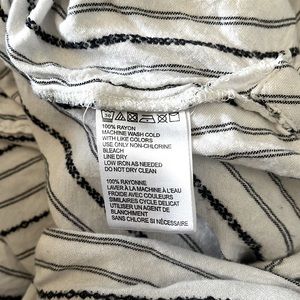 30
100% RAYON
MACHINE WASH COLD
WITH LIKE COLORS
USE ONLY NON-CHLORINE
BLEACH
LINE DRY
LOW IRON AS NEEDED
DO NOT DRY CLEAN
100% RAYONNE
LAVER À LA MACHINE À L'EAU
FROIDE AVEC COULEURS
SIMILAIRES CYCLE DELICAT
UTILISER UN AGENT DE
BLANCHIMENT
SANS CHLORE SI NÉCESSAIRE